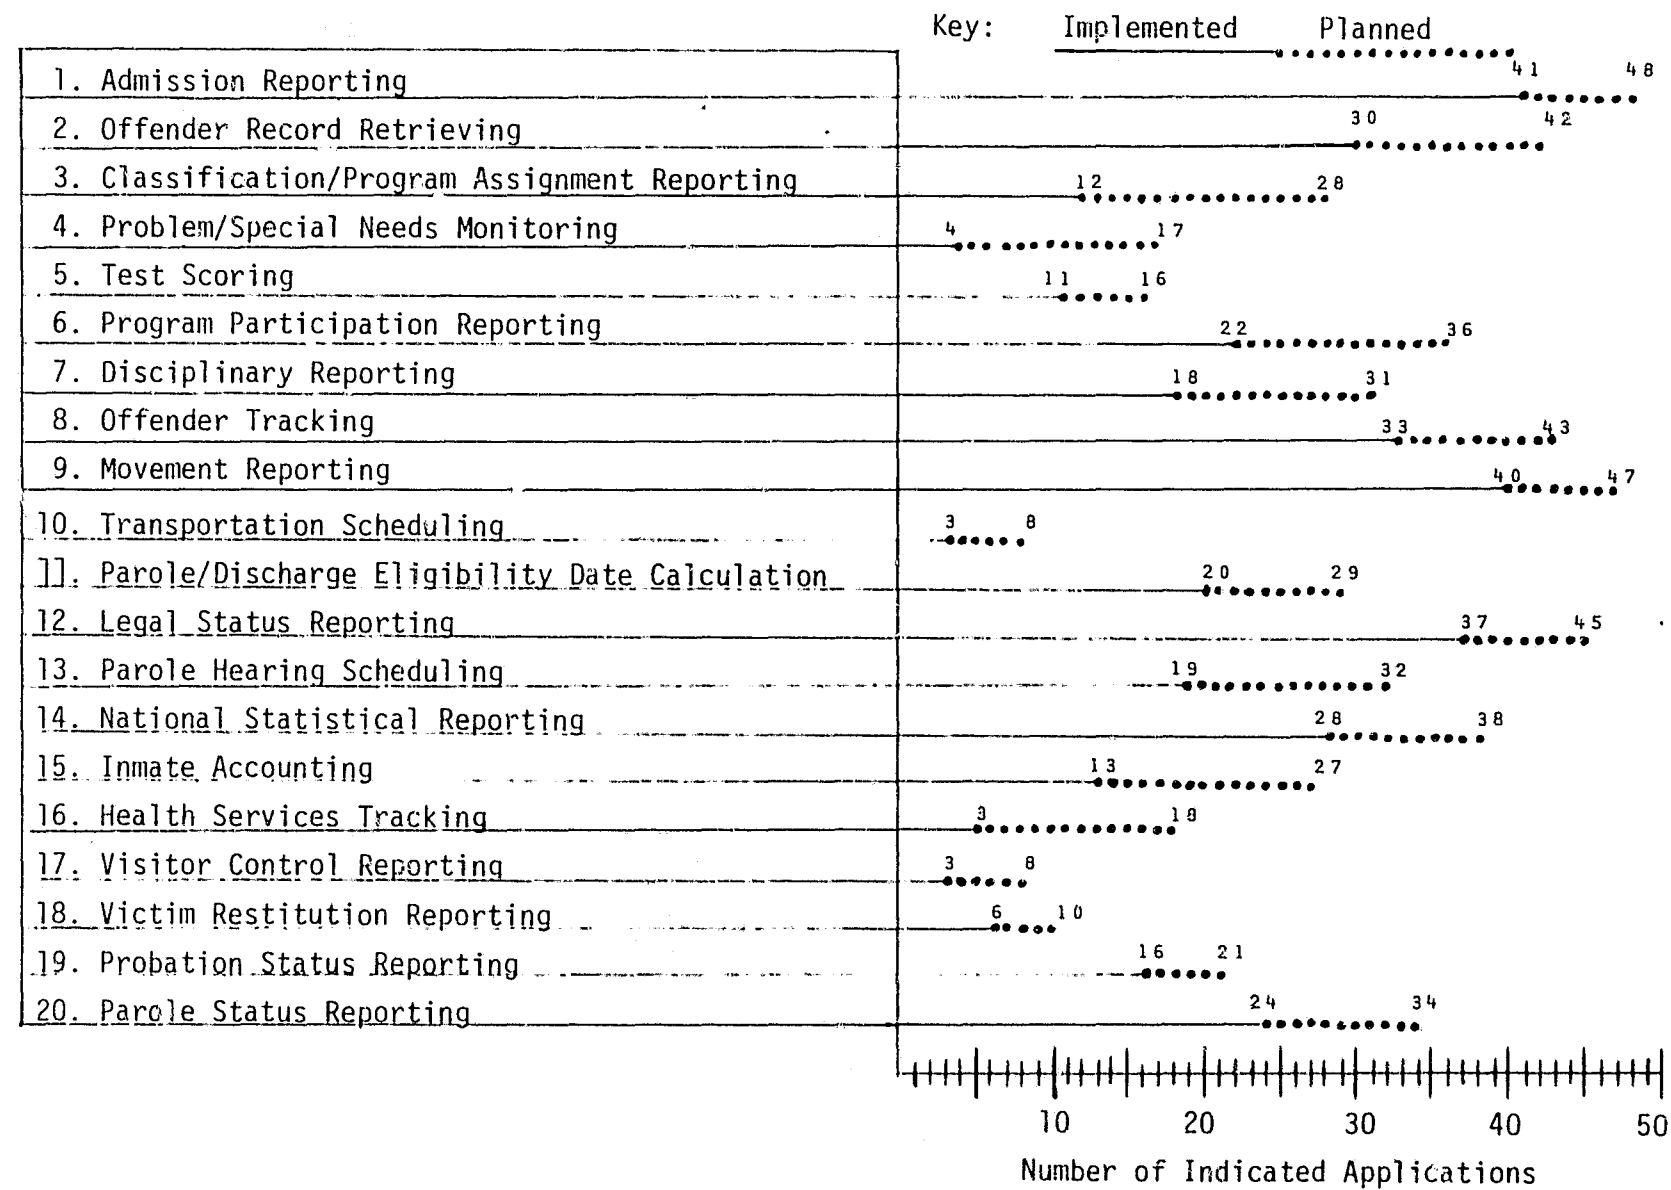 Key: Implemented Planned
1. Admission Reporting 41 48
2. Offender Record Retrieving 30 42
3. Classification/Program Assignment Reporting 12 28
4. Problem/Special Needs Monitoring 4 17
5. Test Scoring 11 16
6. Program Participation Reporting 22 36
7. Disciplinary Reporting 18 31
8. Offender Tracking 33 43
9. Movement Reporting 40 47
10. Transportation Scheduling 3 8
11. Parole/Discharge Eligibility Date Calculation 20 29
12. Legal Status Reporting 37 45
13. Parole Hearing Scheduling 19 32
14. National Statistical Reporting 28 38
15. Inmate Accounting 13 27
16. Health Services Tracking 3 18
17. Visitor Control Reporting 3 8
18. Victim Restitution Reporting 6 10
19. Probation Status Reporting 16 21
20. Parole Status Reporting 24 34
10 20 30 40 50
Number of Indicated Applications